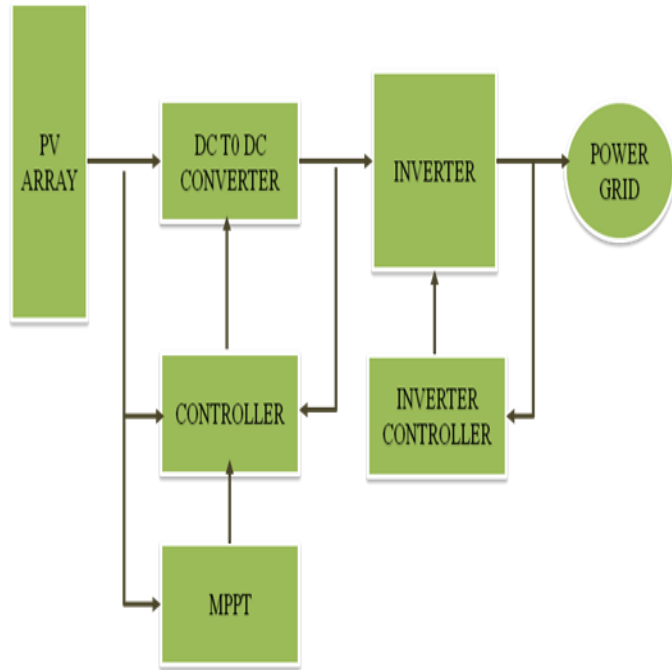 PV
ARRAY
DC T0 DC
CONVERTER
INVERTER
POWER
GRID
CONTROLLER
INVERTER
CONTROLLER
MPPT